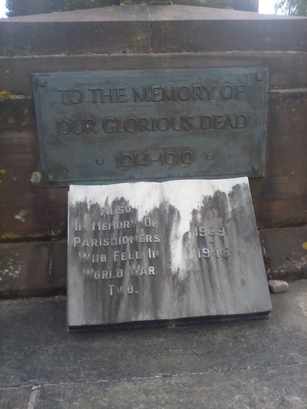 TO THE MEMORY OF
OUR GLORIOUS DEAD
1914-1919
ALSO
IN MEMORY OF
PARISHIONERS
WHO FELL IN
WORLD WAR
TWO.
1939
1945